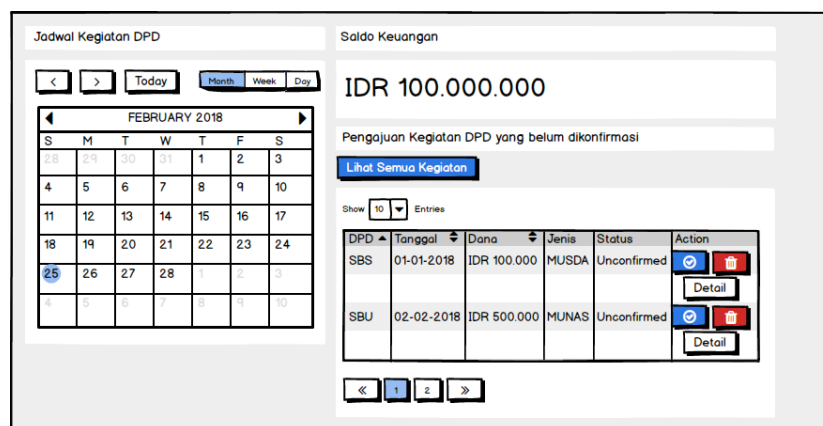 Jadwal Kegiatan DPD
< > Today Month Week Day
FEBRUARY 2018
S M T W T F S
28 29 30 31 1 2 3
4 5 6 7 8 9 10
11 12 13 14 15 16 17
18 19 20 21 22 23 24
25 26 27 28 1 2 3
4 5 6 7 8 9 10
Saldo Keuangan
IDR 100.000.000
Pengajuan Kegiatan DPD yang belum dikonfirmasi
Lihat Semua Kegiatan
Show 10 Entries
DPD Tanggal Dana Jenis Status Action
SBS 01-01-2018 IDR 100.000 MUSDA Unconfirmed
Detail
SBU 02-02-2018 IDR 500.000 MUNAS Unconfirmed
Detail
« 1 2 »